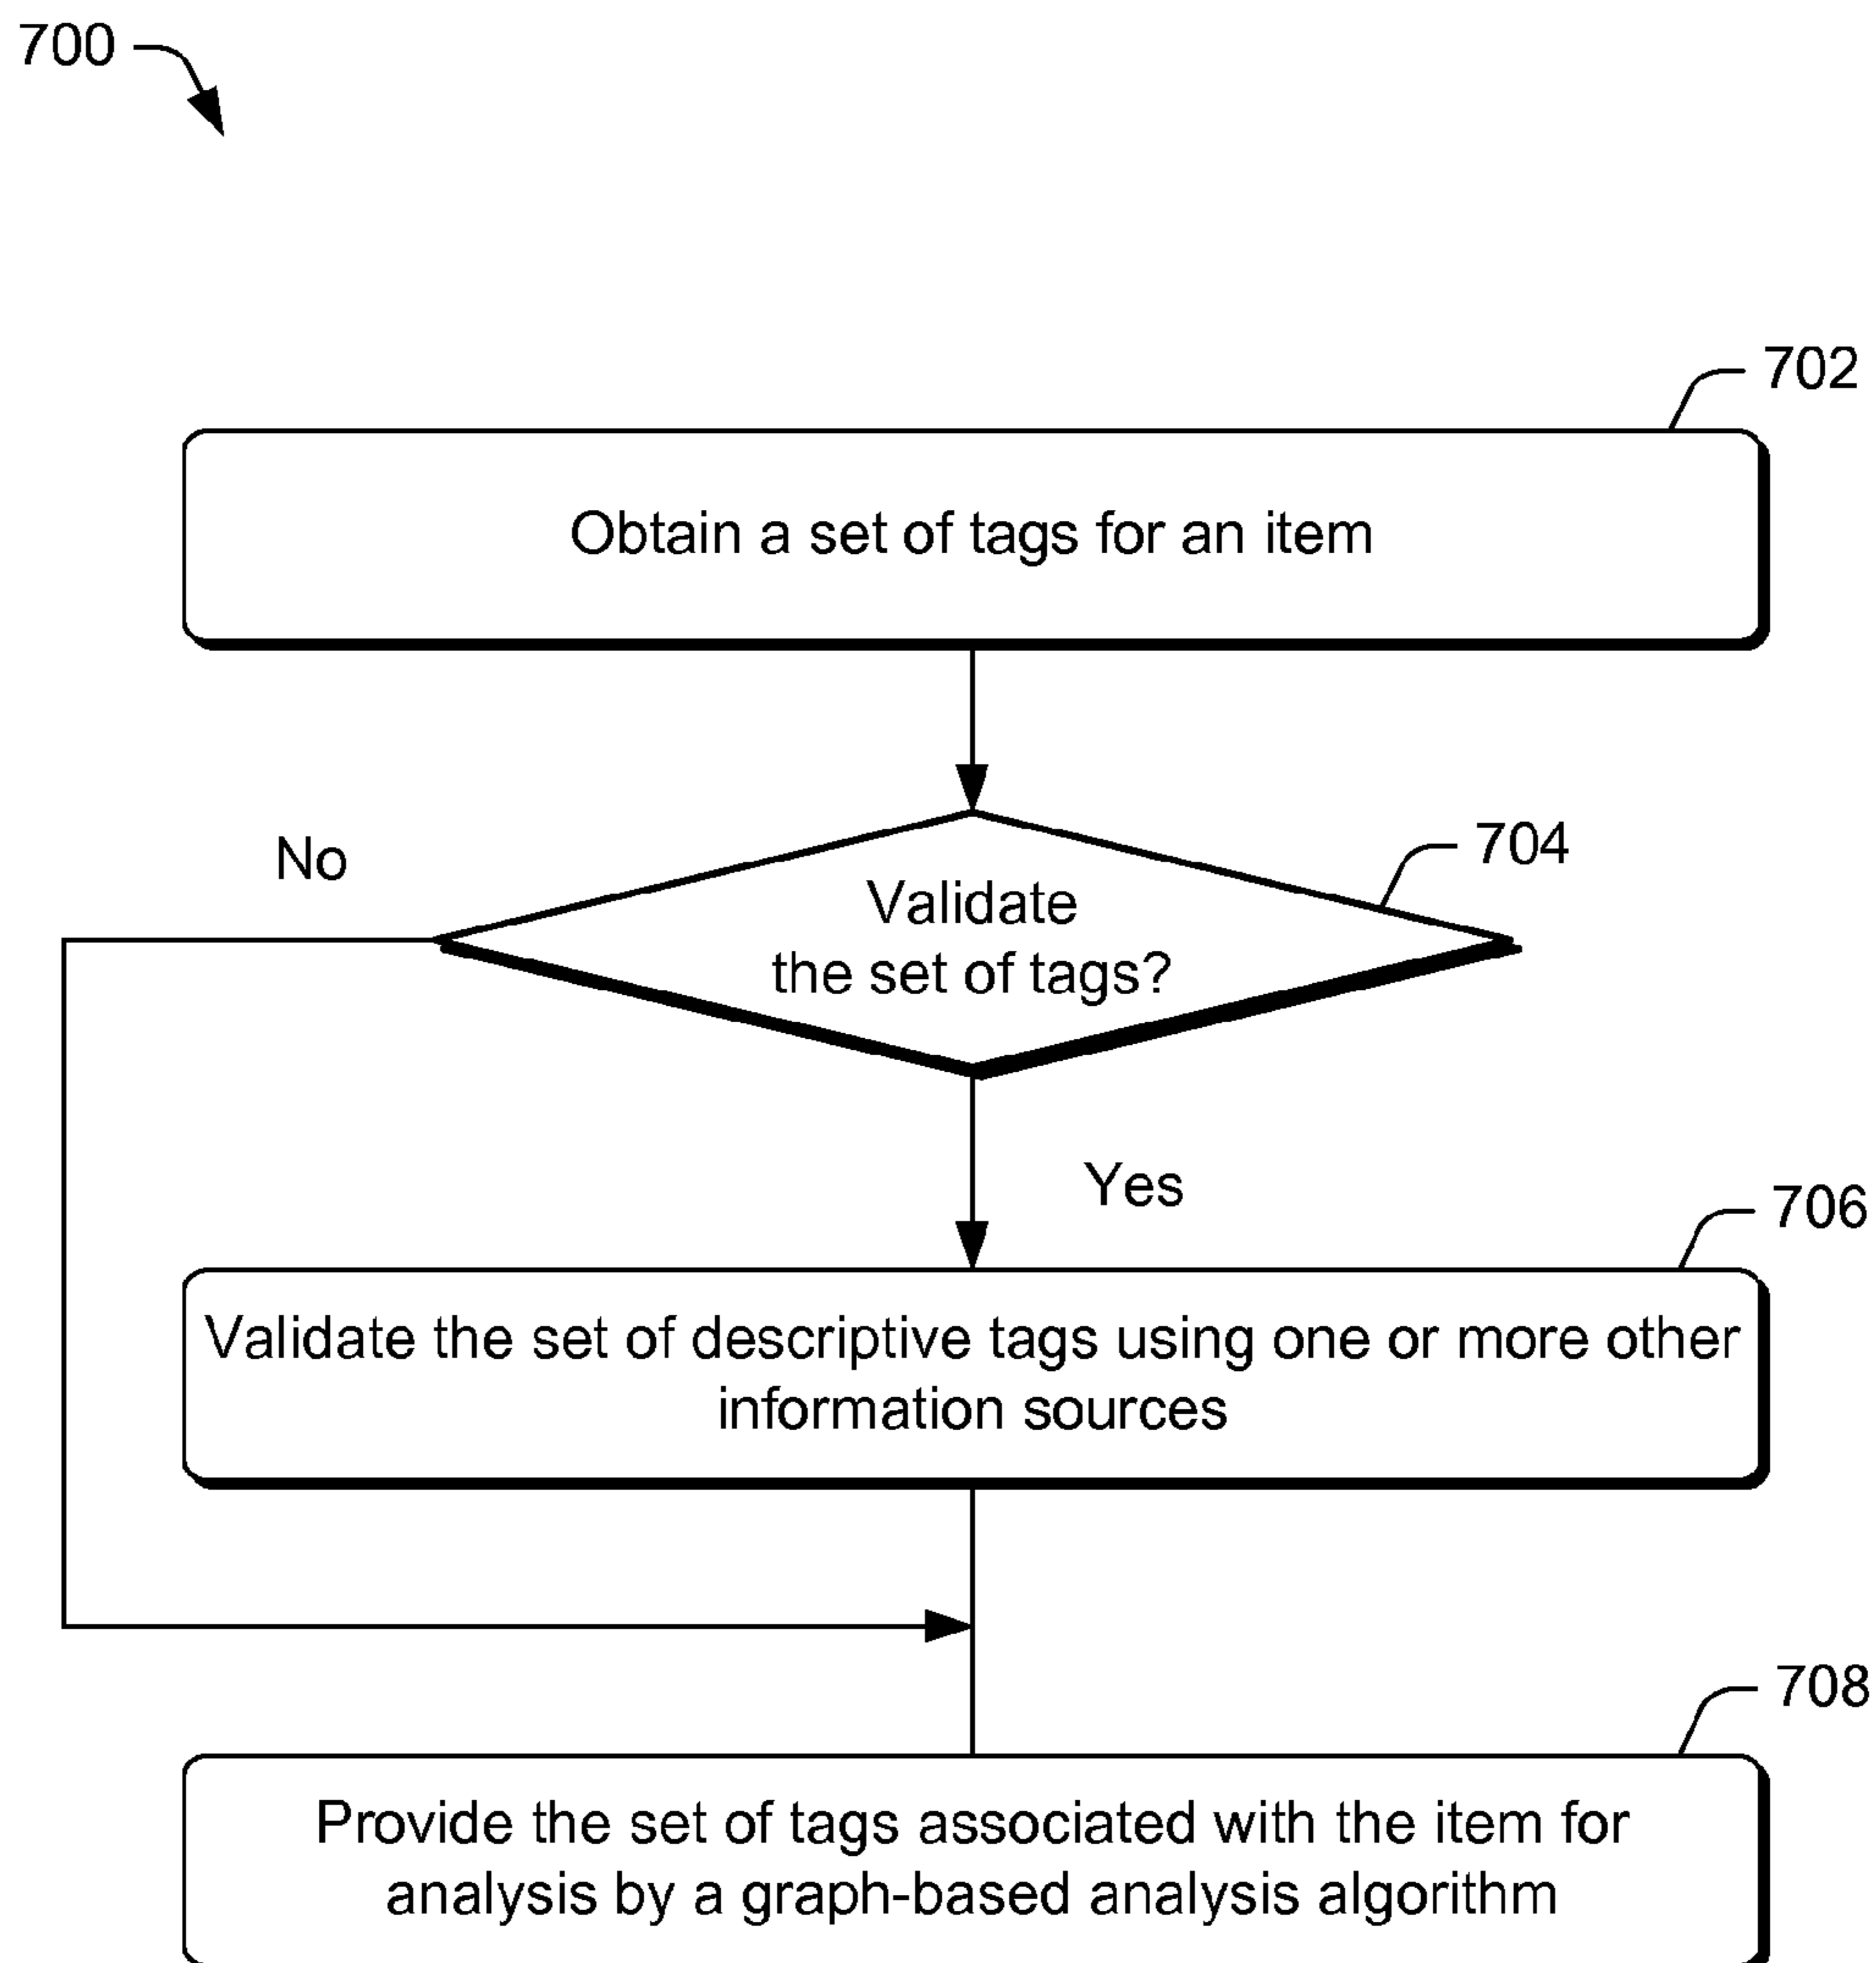 700
702
Obtain a set of tags for an item
704
No
Validate
the set of tags?
Yes
706
Validate the set of descriptive tags using one or more other
information sources
708
Provide the set of tags associated with the item for
analysis by a graph-based analysis algorithm